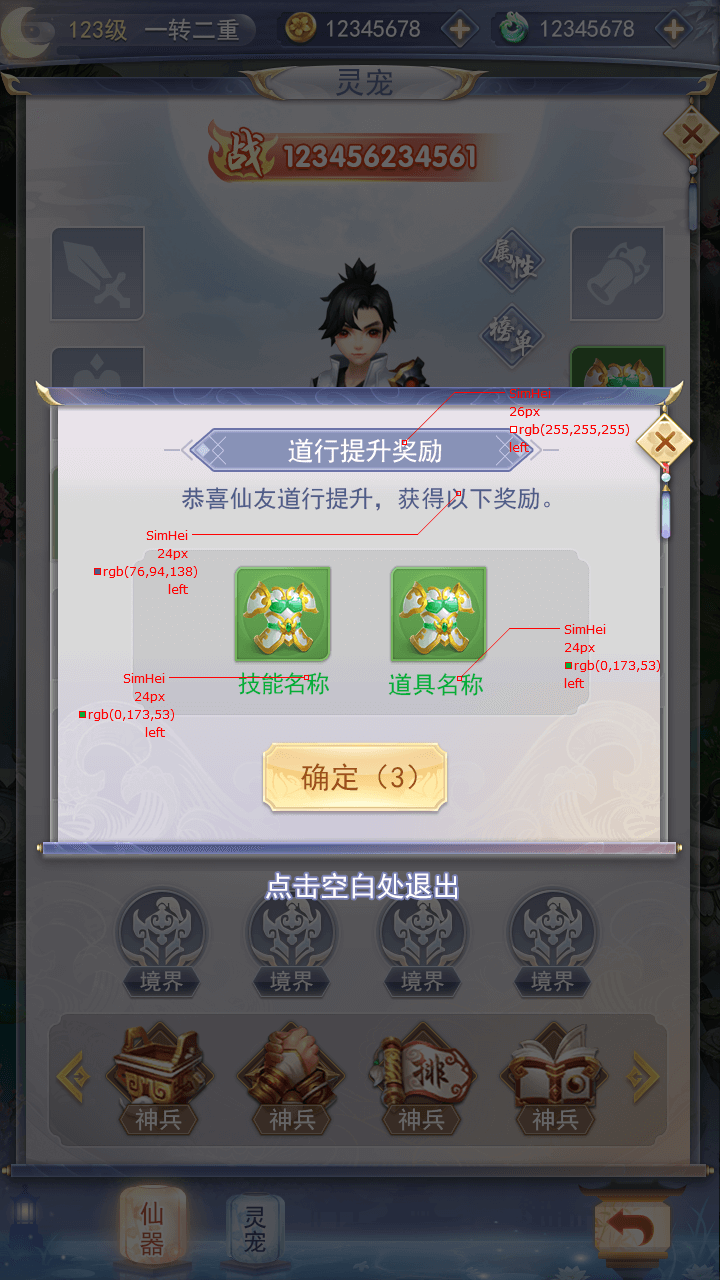 123级 一转二重 12345678 12345678
灵宠
战 123456234561
属性
榜单
SimHei
26px
rgb(255,255,255)
left
道行提升奖励
恭喜仙友道行提升，获得以下奖励。
SimHei
24px
rgb(76,94,138)
left
SimHei
24px
rgb(0,173,53)
left
SimHei
24px
rgb(0,173,53)
left
技能名称 道具名称
确定（3）
点击空白处退出
境界 境界 境界 境界
排
神兵 神兵 神兵 神兵
仙器 灵宠